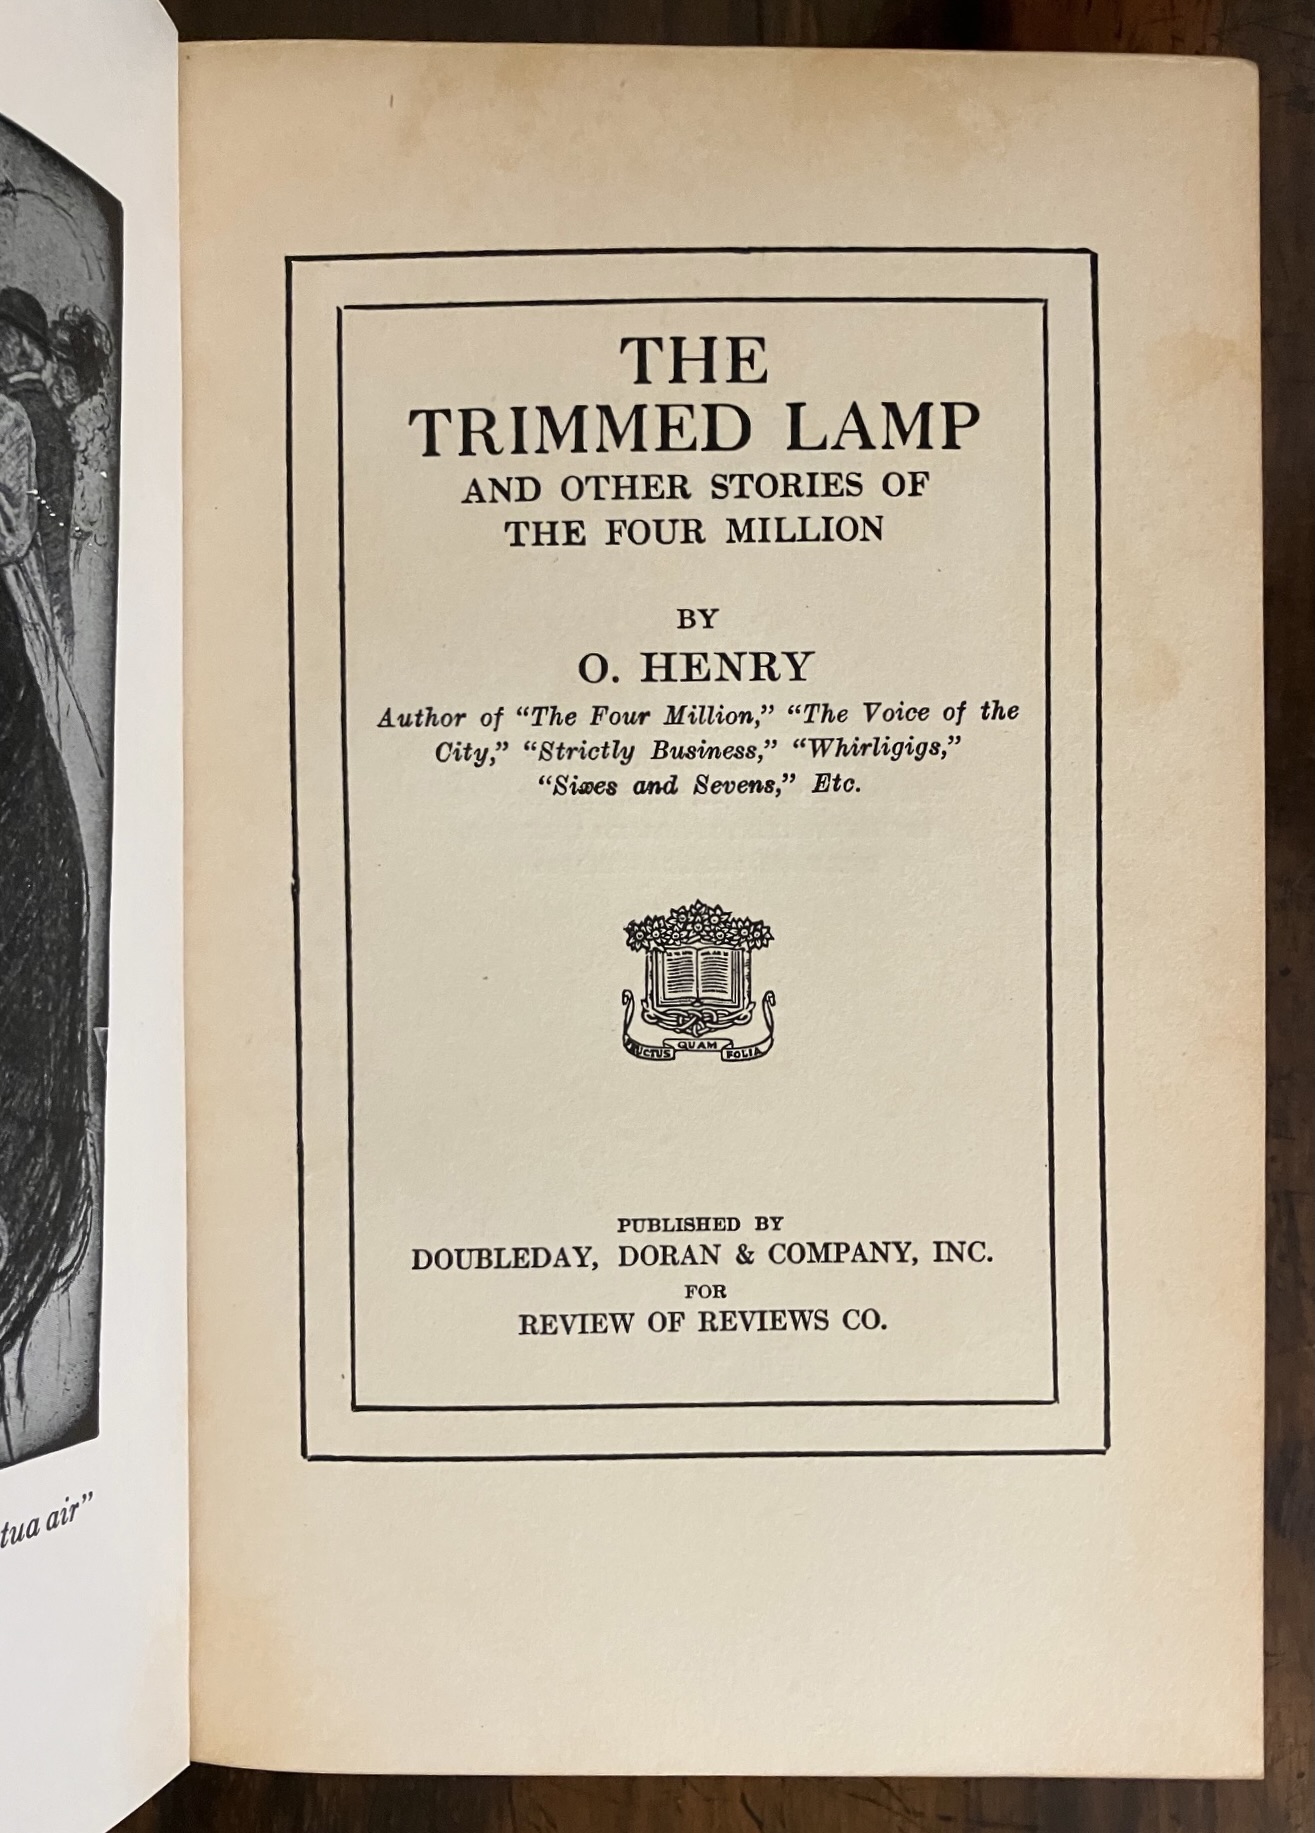 tua air”
THE
TRIMMED LAMP
AND OTHER STORIES OF
THE FOUR MILLION
BY
O. HENRY
Author of “The Four Million,” “The Voice of the
City,” “Strictly Business,” “Whirligigs,”
“Sixes and Sevens,” Etc.
FRUCTUS QUAM FOLIA
PUBLISHED BY
DOUBLEDAY, DORAN & COMPANY, INC.
FOR
REVIEW OF REVIEWS CO.